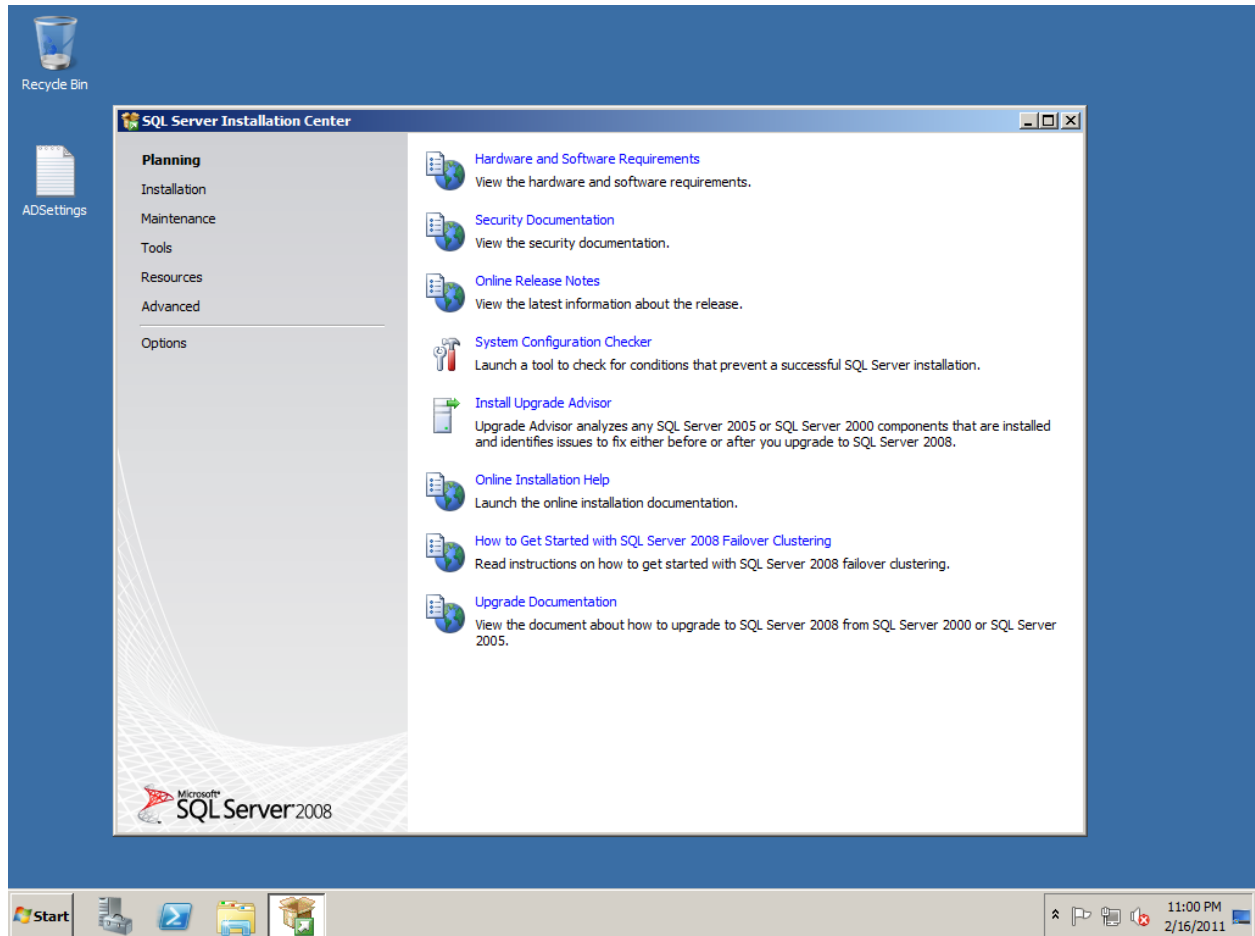 Recycle Bin
ADSettings
SQL Server Installation Center
Planning
Installation
Maintenance
Tools
Resources
Advanced
Options
Hardware and Software Requirements
View the hardware and software requirements.
Security Documentation
View the security documentation.
Online Release Notes
View the latest information about the release.
System Configuration Checker
Launch a tool to check for conditions that prevent a successful SQL Server installation.
Install Upgrade Advisor
Upgrade Advisor analyzes any SQL Server 2005 or SQL Server 2000 components that are installed
and identifies issues to fix either before or after you upgrade to SQL Server 2008.
Online Installation Help
Launch the online installation documentation.
How to Get Started with SQL Server 2008 Failover Clustering
Read instructions on how to get started with SQL Server 2008 failover clustering.
Upgrade Documentation
View the document about how to upgrade to SQL Server 2008 from SQL Server 2000 or SQL Server
2005.
Microsoft
SQL Server 2008
Start
11:00 PM
2/16/2011